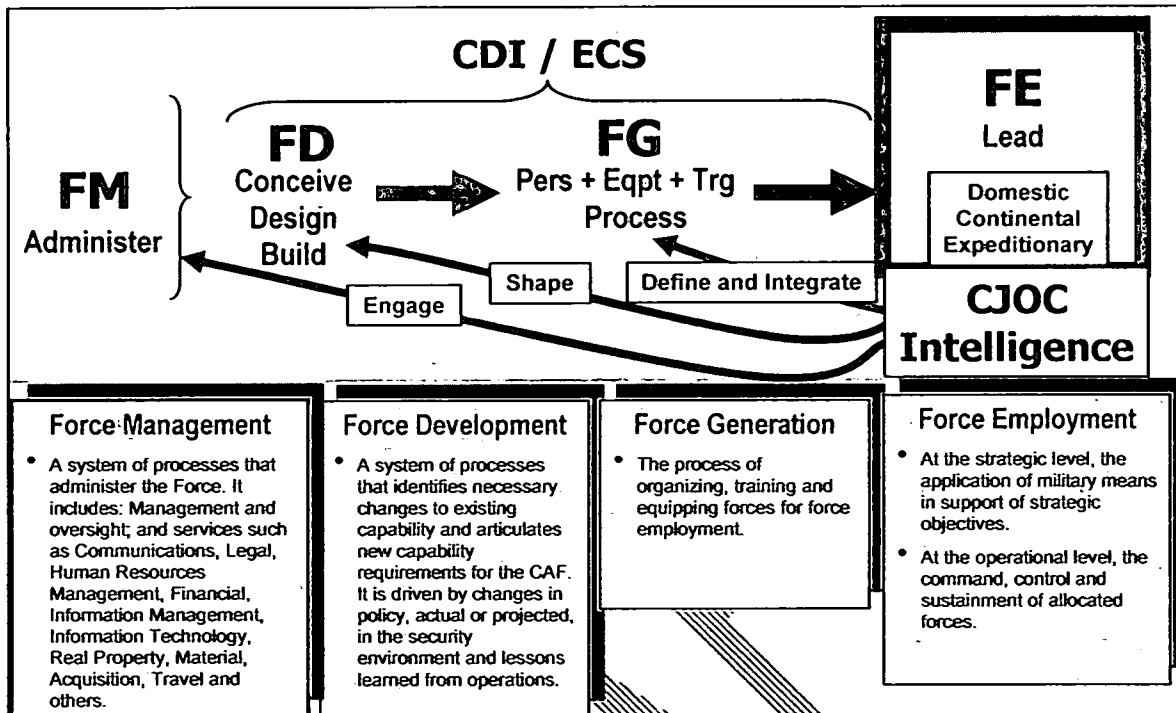 CDI / ECS
FM
Administer
FD
Conceive
Design
Build
FG
Pers + Eqpt + Trg
Process
FE
Lead
Domestic
Continental
Expeditionary
Engage
Shape
Define and Integrate
CJOC
Intelligence
Force Management
• A system of processes that
administer the Force. It
includes: Management and
oversight; and services such
as Communications, Legal,
Human Resources
Management, Financial,
Information Management,
Information Technology,
Real Property, Material,
Acquisition, Travel and
others.
Force Development
• A system of processes
that identifies necessary
changes to existing
capability and articulates
new capability
requirements for the CAF.
It is driven by changes in
policy, actual or projected,
in the security
environment and lessons
learned from operations.
Force Generation
• The process of
organizing, training and
equipping forces for force
employment.
Force Employment
• At the strategic level, the
application of military means
in support of strategic
objectives.
• At the operational level, the
command, control and
sustainment of allocated
forces.